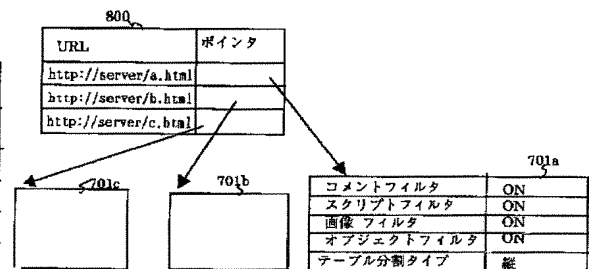 800
URL ポインタ
http://server/a.html
http://server/b.html
http://server/c.html
701c
701b
701a
コメントフィルタ ON
スクリプトフィルタ ON
画像 フィルタ ON
オブジェクトフィルタ ON
テーブル分割タイプ 縦